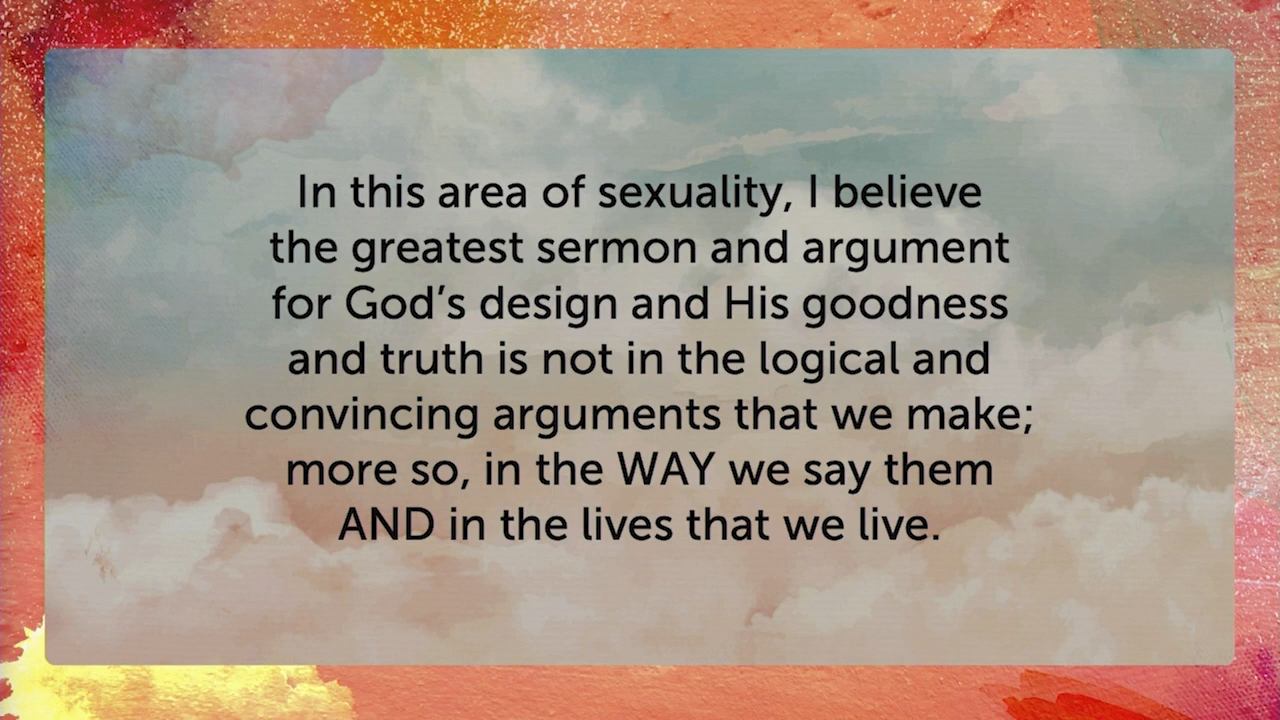 In this area of sexuality, I believe
the greatest sermon and argument
for God’s design and His goodness
and truth is not in the logical and
convincing arguments that we make;
more so, in the WAY we say them
AND in the lives that we live.